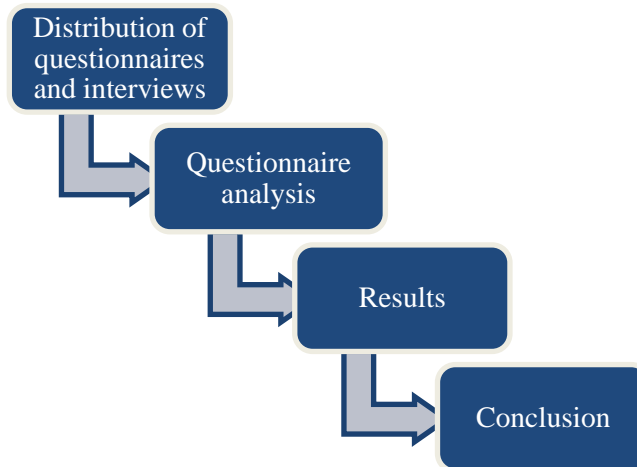 Distribution of
questionnaires
and interviews
Questionnaire
analysis
Results
Conclusion